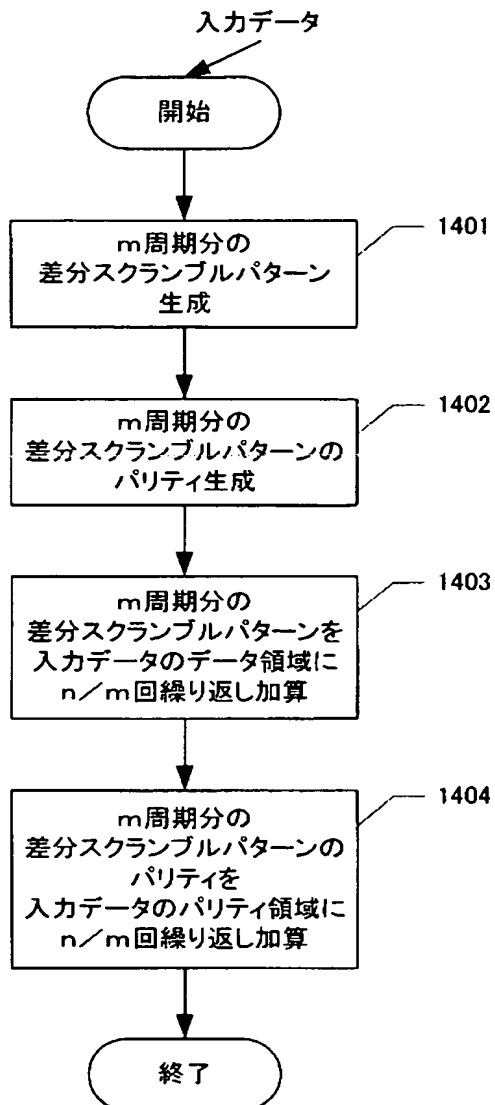 入力データ
開始
m周期分の
差分スクランブルパターン
生成
1401
m周期分の
差分スクランブルパターンの
パリティ生成
1402
m周期分の
差分スクランブルパターンを
入力データのデータ領域に
n/m回繰り返し加算
1403
m周期分の
差分スクランブルパターンの
パリティを
入力データのパリティ領域に
n/m回繰り返し加算
1404
終了